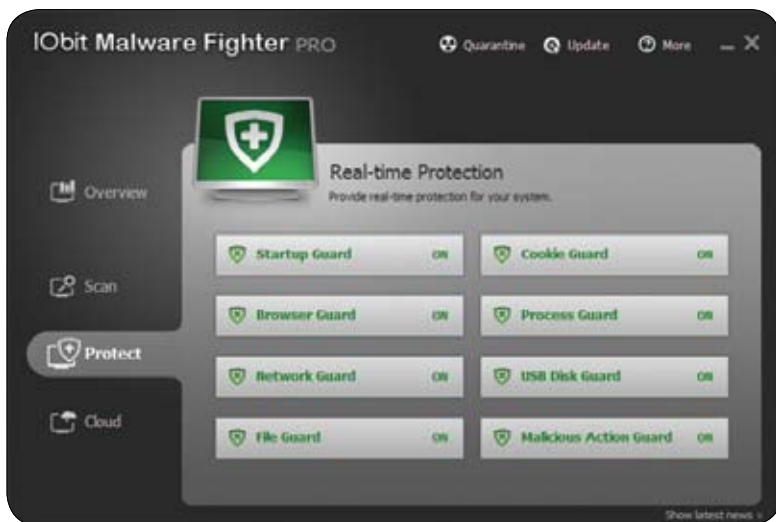 IObit Malware Fighter PRO
Quarantine Update More
Real-time Protection
Provide real-time protection for your system.
Overview
Startup Guard ON
Cookie Guard ON
Scan
Browser Guard ON
Process Guard ON
Protect
Network Guard ON
USB Disk Guard ON
Cloud
File Guard ON
Malicious Action Guard ON
Show latest news »